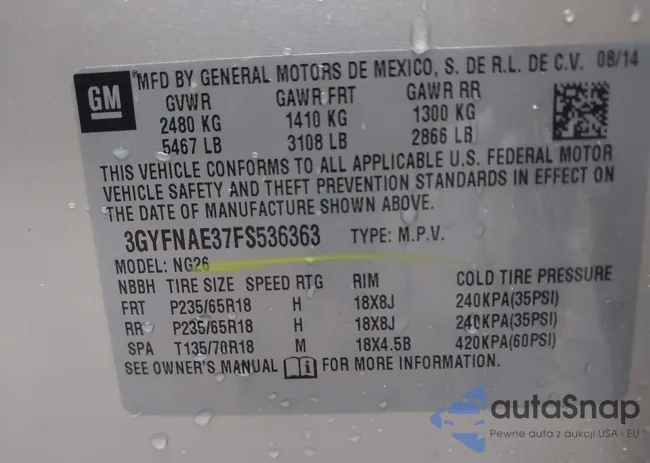 GM
MFD BY GENERAL MOTORS DE MEXICO, S. DE R.L. DE C.V. 08/14
GVWR GAWR FRT GAWR RR
2480 KG 1410 KG 1300 KG
5467 LB 3108 LB 2866 LB
THIS VEHICLE CONFORMS TO ALL APPLICABLE U.S. FEDERAL MOTOR
VEHICLE SAFETY AND THEFT PREVENTION STANDARDS IN EFFECT ON
THE DATE OF MANUFACTURE SHOWN ABOVE.
3GYFNAE37FS536363 TYPE: M.P.V.
MODEL: NG26
NBBH TIRE SIZE SPEED RTG RIM COLD TIRE PRESSURE
FRT P235/65R18 H 18X8J 240KPA(35PSI)
RR P235/65R18 H 18X8J 240KPA(35PSI)
SPA T135/70R18 M 18X4.5B 420KPA(60PSI)
SEE OWNER'S MANUAL FOR MORE INFORMATION.
autaSnap
Pewne auta z aukcji USA i EU